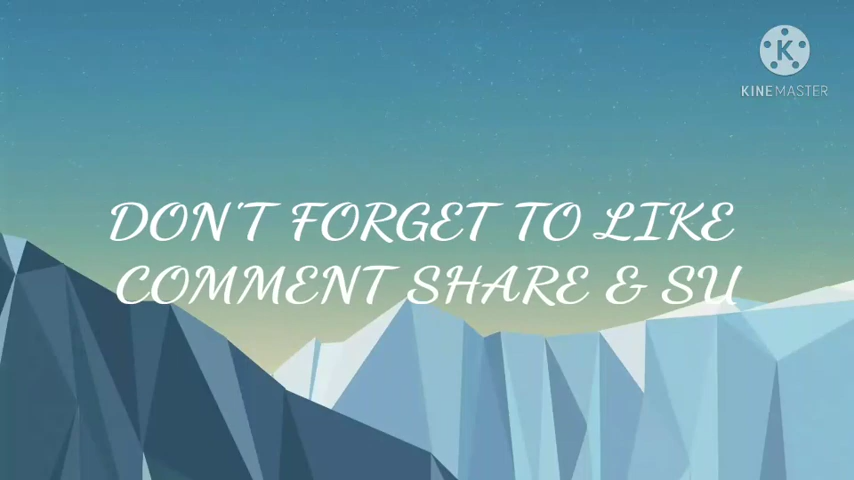 KINEMASTER
DON'T FORGET TO LIKE
COMMENT SHARE & SU